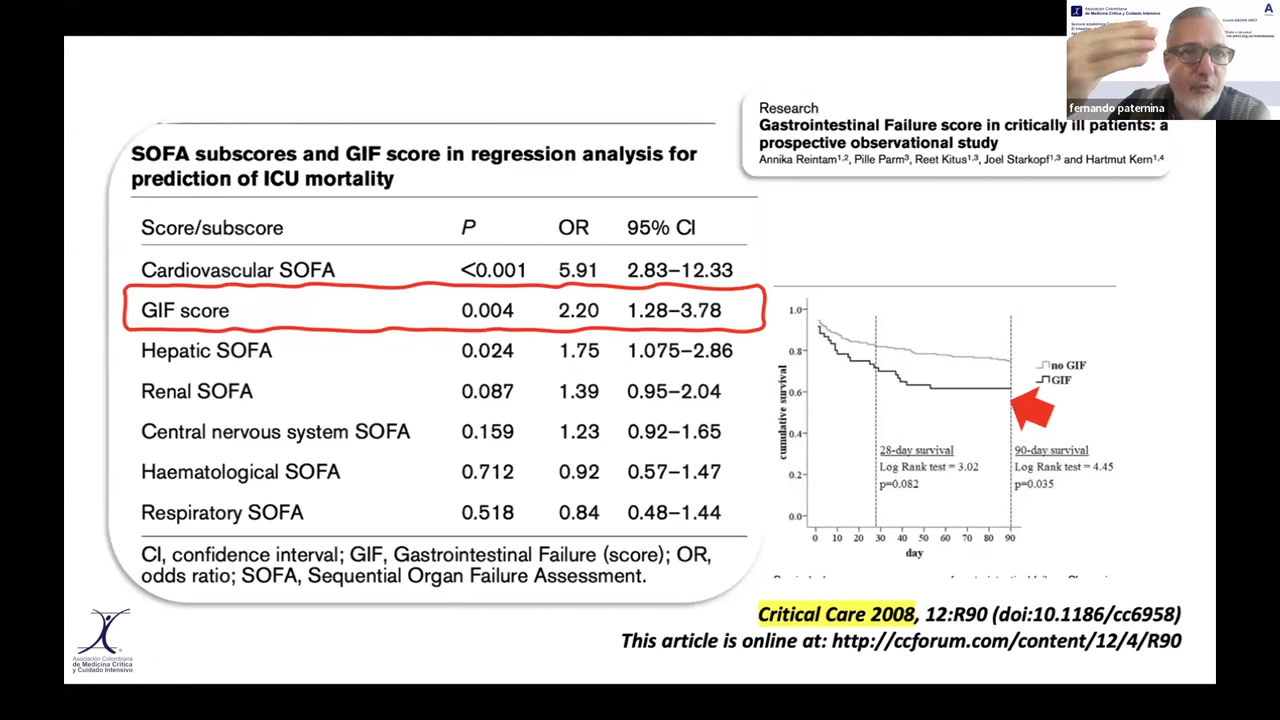 Asociación Colombiana
de Medicina Crítica y Cuidado Intensivo
fernando paternina
Research
Gastrointestinal Failure score in critically ill patients: a
prospective observational study
Annika Reintam1,2, Pille Parm3, Reet Kitus1,3, Joel Starkopf1,3 and Hartmut Kern1,4
SOFA subscores and GIF score in regression analysis for
prediction of ICU mortality
Score/subscore P OR 95% CI
Cardiovascular SOFA <0.001 5.91 2.83–12.33
GIF score 0.004 2.20 1.28–3.78
Hepatic SOFA 0.024 1.75 1.075–2.86
Renal SOFA 0.087 1.39 0.95–2.04
Central nervous system SOFA 0.159 1.23 0.92–1.65
Haematological SOFA 0.712 0.92 0.57–1.47
Respiratory SOFA 0.518 0.84 0.48–1.44
CI, confidence interval; GIF, Gastrointestinal Failure (score); OR,
odds ratio; SOFA, Sequential Organ Failure Assessment.
cumulative survival
1.0
0.8
0.6
0.4
0.2
0.0
no GIF
GIF
28-day survival
Log Rank test = 3.02
p=0.082
90-day survival
Log Rank test = 4.45
p=0.035
0 10 20 30 40 50 60 70 80 90
day
Critical Care 2008, 12:R90 (doi:10.1186/cc6958)
This article is online at: http://ccforum.com/content/12/4/R90
Asociación Colombiana
de Medicina Crítica
y Cuidado Intensivo